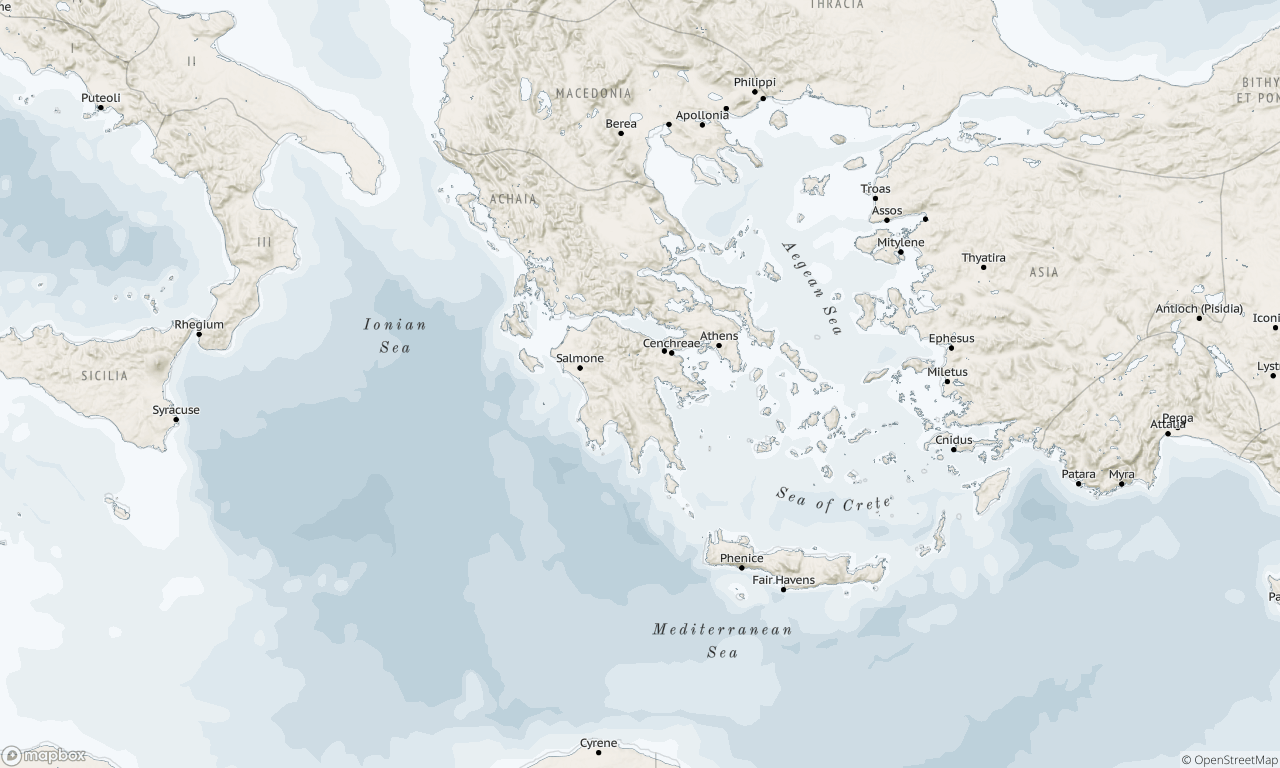 THRACIA
II
I
BITHY
ET PON
Philippi
MACEDONIA
Puteoli
Apollonia
Berea
Troas
ACHAIA
Assos
III
Mitylene
Thyatira
ASIA
Aegean Sea
Antioch (Pisidia)
Iconi
Rhegium
Ionian
Sea
Athens
Ephesus
Cenchreae
Salmone
Lyst
SICILIA
Miletus
Syracuse
Perga
Attalia
Cnidus
Patara
Myra
Sea of Crete
Phenice
Fair Havens
Pa
Mediterranean
Sea
Cyrene
mapbox
© OpenStreetMap